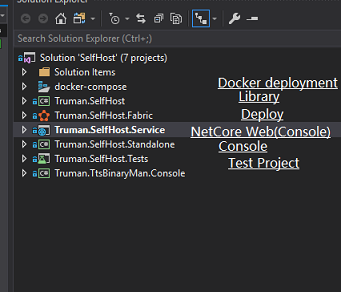 Solution Explorer
Search Solution Explorer (Ctrl+;)
Solution 'SelfHost' (7 projects)
Solution Items
docker-compose Docker deployment
Truman.SelfHost Library
Truman.SelfHost.Fabric Deploy
Truman.SelfHost.Service NetCore Web(Console)
Truman.SelfHost.Standalone Console
Truman.SelfHost.Tests Test Project
Truman.TtsBinaryMan.Console